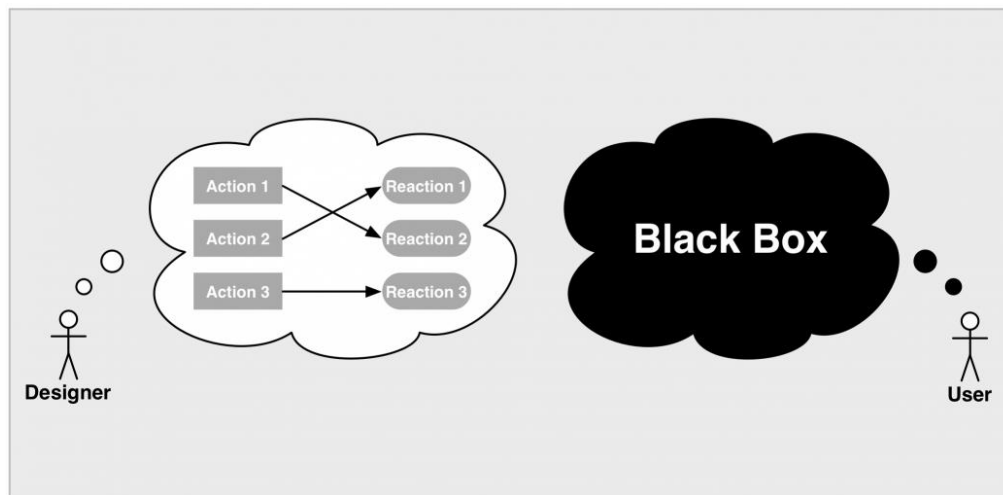 Action 1
Reaction 1
Action 2
Reaction 2
Action 3
Reaction 3
Designer
Black Box
User